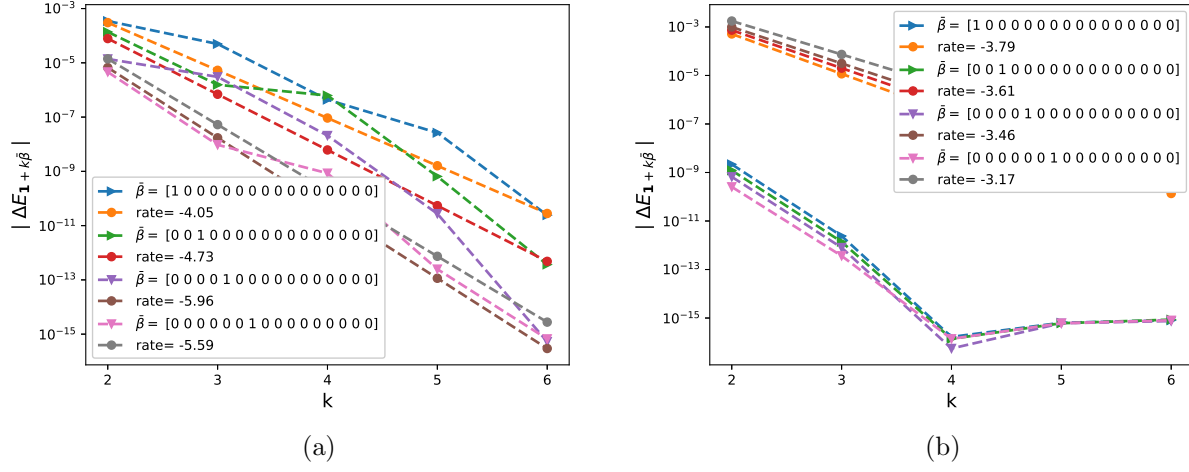 10⁻³
10⁻⁵
10⁻⁷
10⁻⁹
10⁻¹¹
10⁻¹³
10⁻¹⁵
| ΔE𝟏 + kβ̄ |
β̄ = [1 0 0 0 0 0 0 0 0 0 0 0 0 0 0 0]
rate= -4.05
β̄ = [0 0 1 0 0 0 0 0 0 0 0 0 0 0 0 0]
rate= -4.73
β̄ = [0 0 0 0 1 0 0 0 0 0 0 0 0 0 0 0]
rate= -5.96
β̄ = [0 0 0 0 0 0 1 0 0 0 0 0 0 0 0 0]
rate= -5.59
2 3 4 5 6
k
(a)
10⁻³
10⁻⁵
10⁻⁷
10⁻⁹
10⁻¹¹
10⁻¹³
10⁻¹⁵
| ΔE𝟏 + kβ̄ |
β̄ = [1 0 0 0 0 0 0 0 0 0 0 0 0 0 0 0]
rate= -3.79
β̄ = [0 0 1 0 0 0 0 0 0 0 0 0 0 0 0 0]
rate= -3.61
β̄ = [0 0 0 0 1 0 0 0 0 0 0 0 0 0 0 0]
rate= -3.46
β̄ = [0 0 0 0 0 0 1 0 0 0 0 0 0 0 0 0]
rate= -3.17
2 3 4 5 6
k
(b)